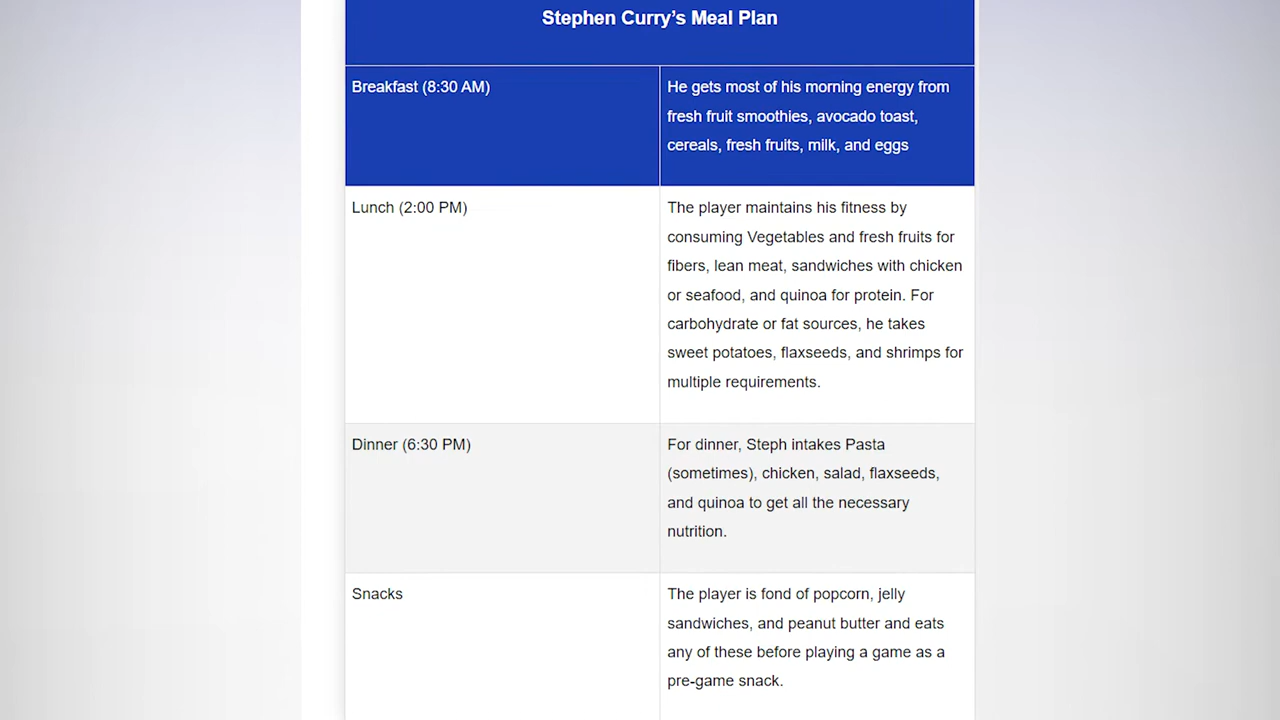 Stephen Curry’s Meal Plan
Breakfast (8:30 AM)
He gets most of his morning energy from
fresh fruit smoothies, avocado toast,
cereals, fresh fruits, milk, and eggs
Lunch (2:00 PM)
The player maintains his fitness by
consuming Vegetables and fresh fruits for
fibers, lean meat, sandwiches with chicken
or seafood, and quinoa for protein. For
carbohydrate or fat sources, he takes
sweet potatoes, flaxseeds, and shrimps for
multiple requirements.
Dinner (6:30 PM)
For dinner, Steph intakes Pasta
(sometimes), chicken, salad, flaxseeds,
and quinoa to get all the necessary
nutrition.
Snacks
The player is fond of popcorn, jelly
sandwiches, and peanut butter and eats
any of these before playing a game as a
pre-game snack.